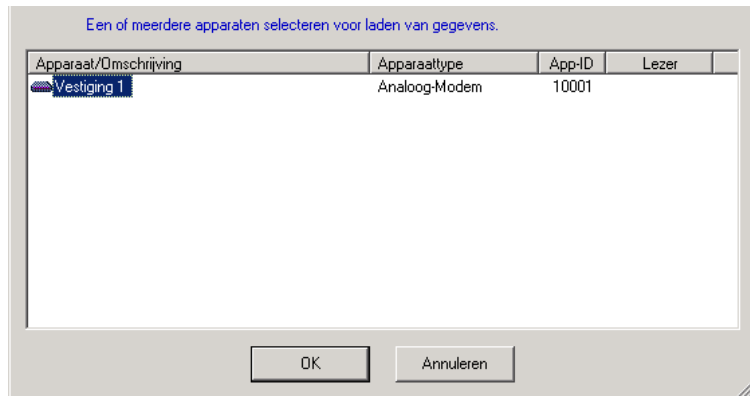 Een of meerdere apparaten selecteren voor laden van gegevens.
Apparaat/Omschrijving Apparaattype App-ID Lezer
Vestiging 1 Analoog-Modem 10001
OK Annuleren